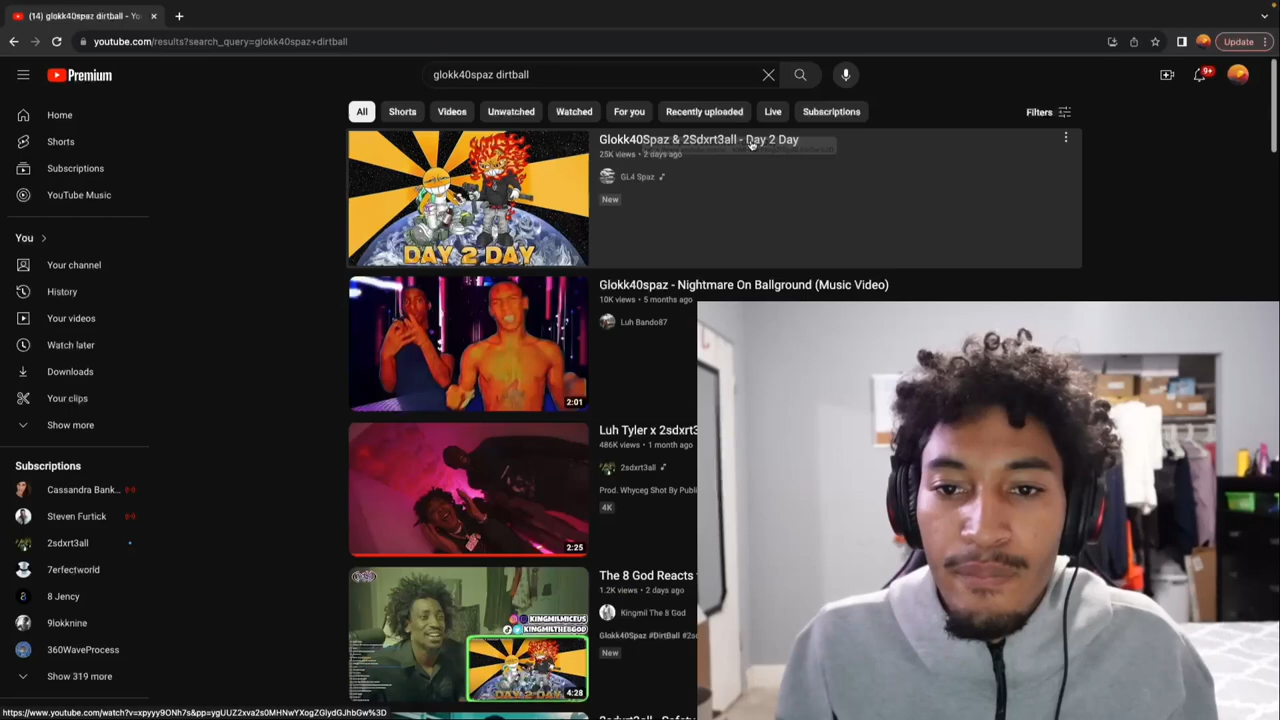 (14) glokk40spaz dirtball - Yo
youtube.com/results?search_query=glokk40spaz+dirtball
Update
Premium
glokk40spaz dirtball
9+
All
Shorts
Videos
Unwatched
Watched
For you
Recently uploaded
Live
Subscriptions
Filters
Home
Shorts
Subscriptions
YouTube Music
You
Your channel
History
Your videos
Watch later
Downloads
Your clips
Show more
Subscriptions
Cassandra Bank...
Steven Furtick
2sdxrt3all
7erfectworld
8 Jency
9lokknine
360WaveProcess
Show 319 more
DAY 2 DAY
Glokk40Spaz & 2Sdxrt3all - Day 2 Day
25K views • 2 days ago
GL4 Spaz
New
2:01
Glokk40spaz - Nightmare On Ballground (Music Video)
10K views • 5 months ago
Luh Bando87
2:25
Luh Tyler x 2sdxrt3
486K views • 1 month ago
2sdxrt3all
Prod. Whyceg Shot By Publi
4K
KINGMILMICEUS
KINGMILTHE8GOD
DAY 2 DAY
4:28
The 8 God Reacts
1.2K views • 2 days ago
Kingmil The 8 God
Glokk40Spaz #DirtBall #2s
New
https://www.youtube.com/watch?v=xpyyy9ONh7s&pp=ygUUZ2xva2s0MHNwYXogZGlydGJhbGw%3D